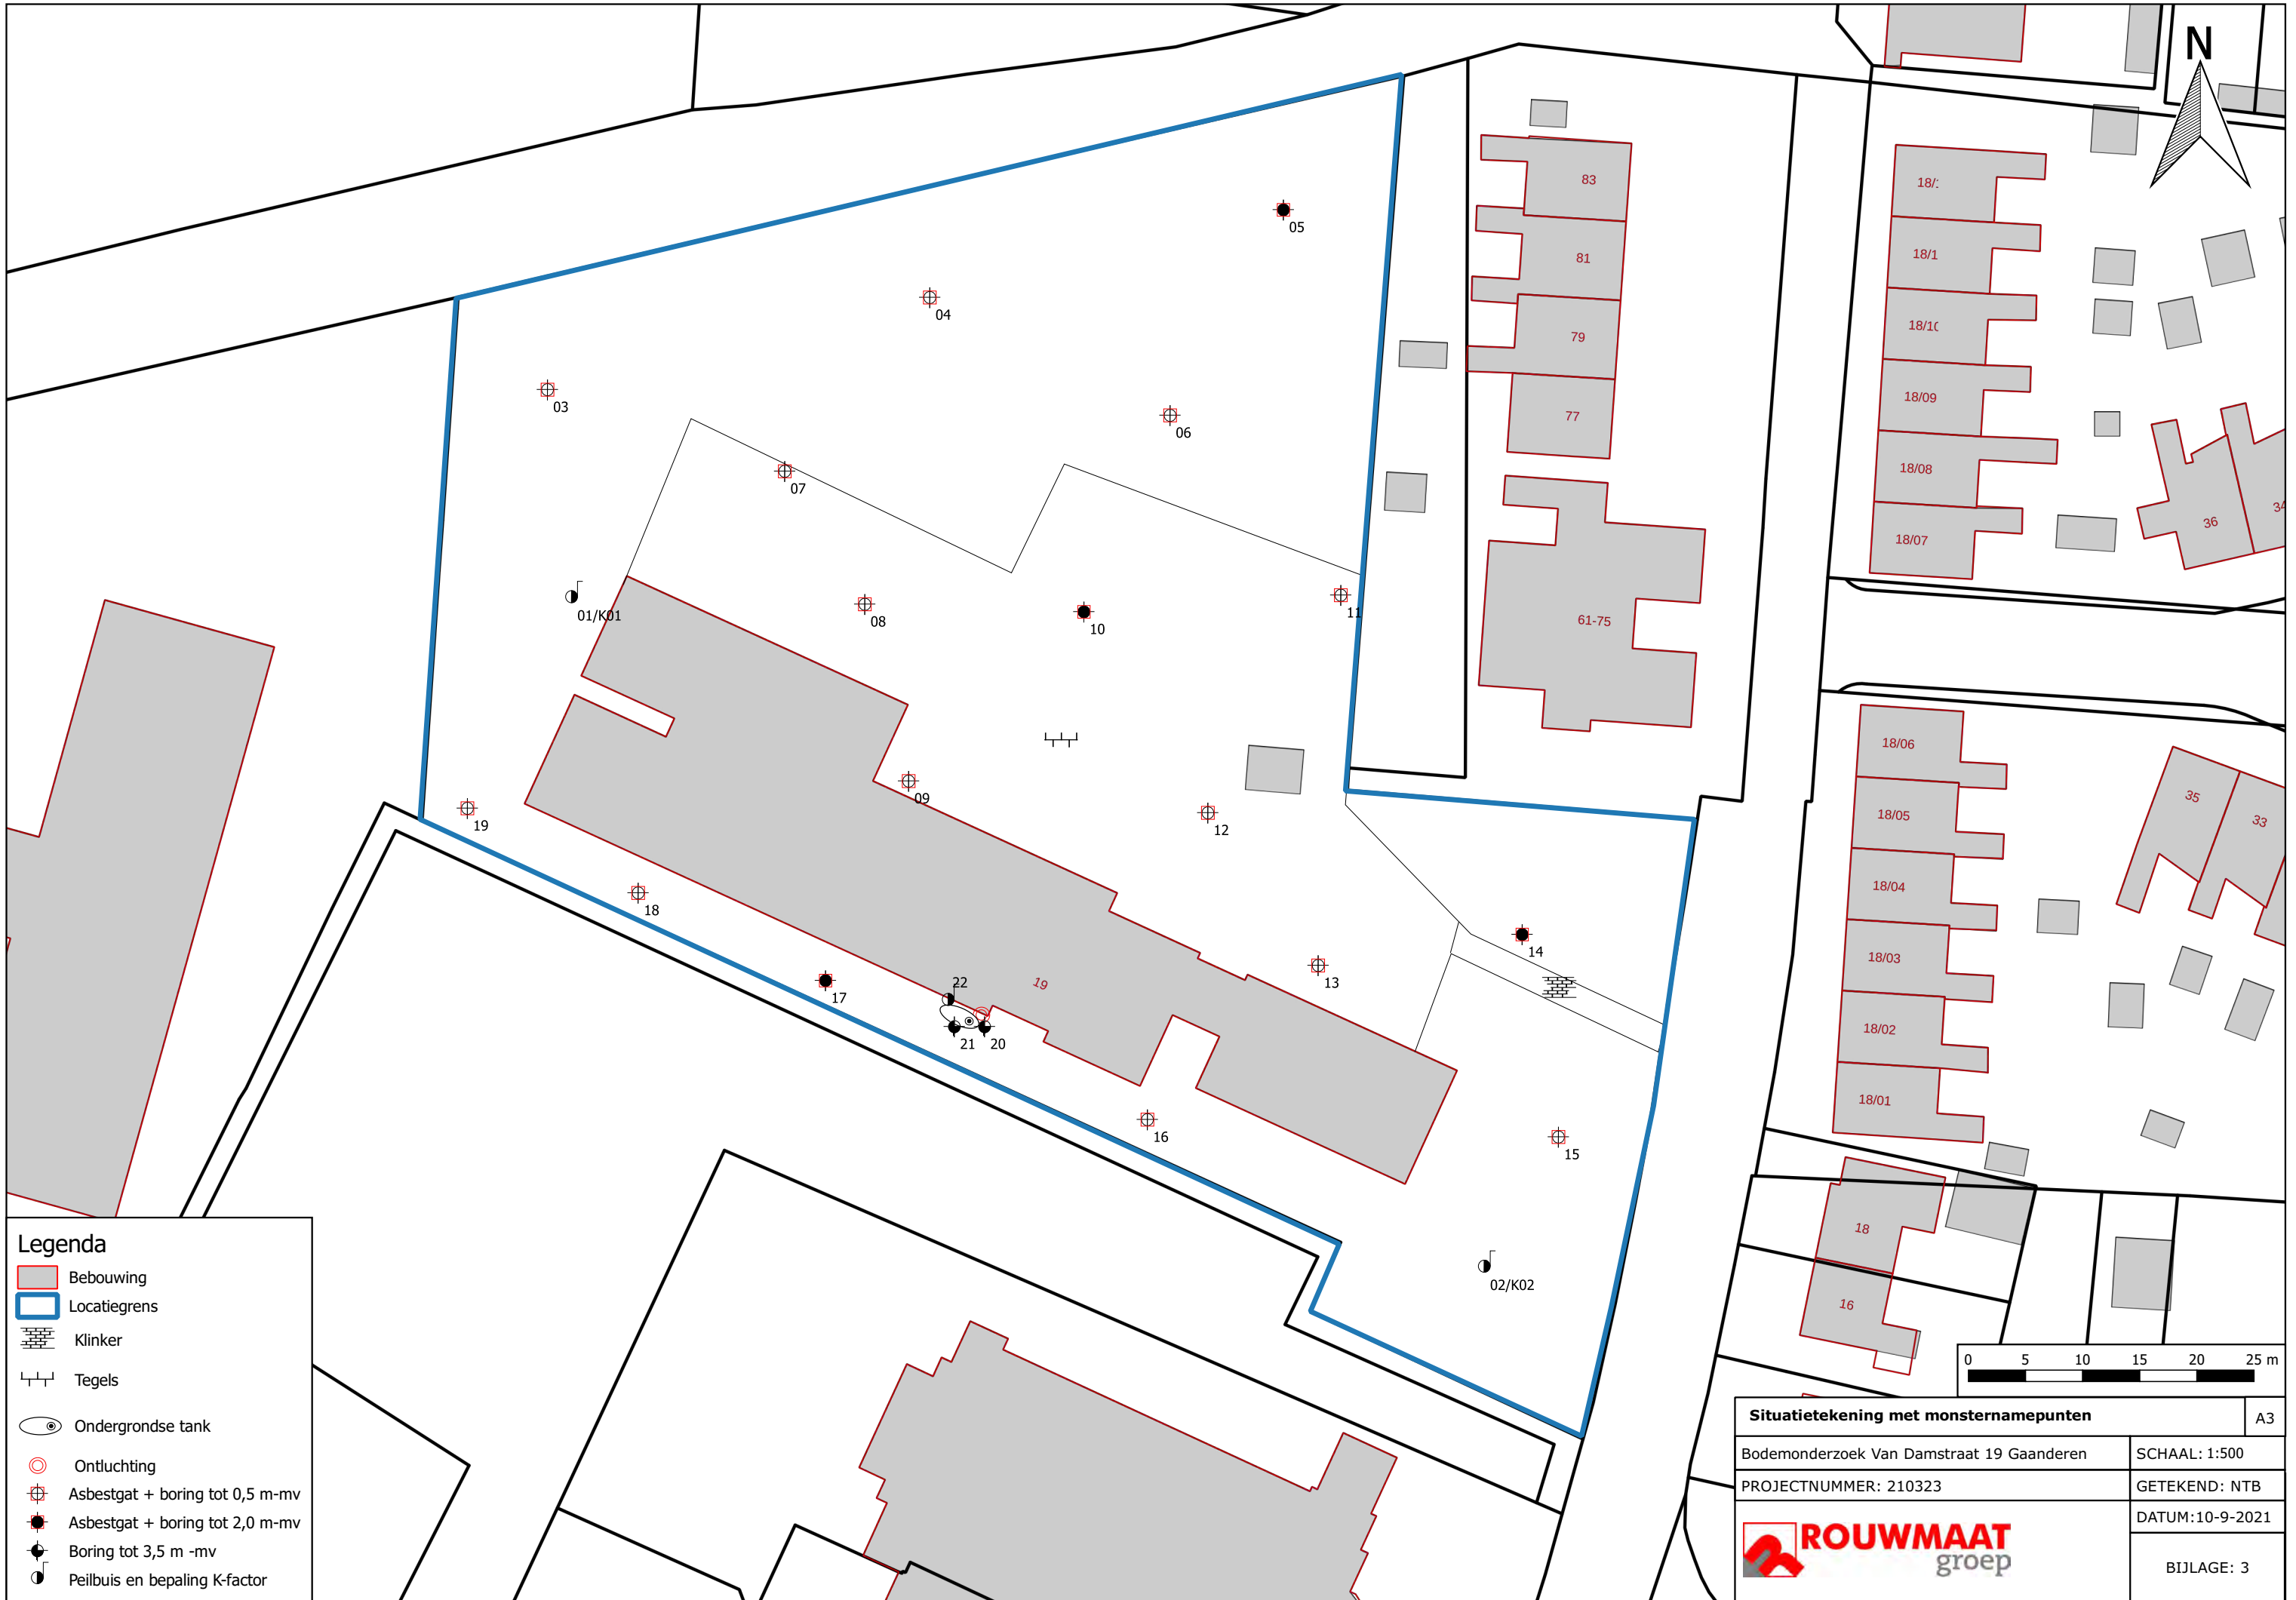 N
83
81
79
77
61-75
18/1
18/10
18/09
18/08
18/07
36
34
18/06
18/05
18/04
18/03
18/02
18/01
35
33
18
16
05
04
03
06
07
01/K01
08
10
11
09
19
12
18
14
13
17
22
19
21
20
16
15
02/K02
Legenda
Bebouwing
Locatiegrens
Klinker
Tegels
Ondergrondse tank
Ontluchting
Asbestgat + boring tot 0,5 m-mv
Asbestgat + boring tot 2,0 m-mv
Boring tot 3,5 m -mv
Peilbuis en bepaling K-factor
0 5 10 15 20 25 m
Situatietekening met monsternamepunten
A3
Bodemonderzoek Van Damstraat 19 Gaanderen
SCHAAL: 1:500
PROJECTNUMMER: 210323
GETEKEND: NTB
DATUM:10-9-2021
ROUWMAAT
groep
BIJLAGE: 3